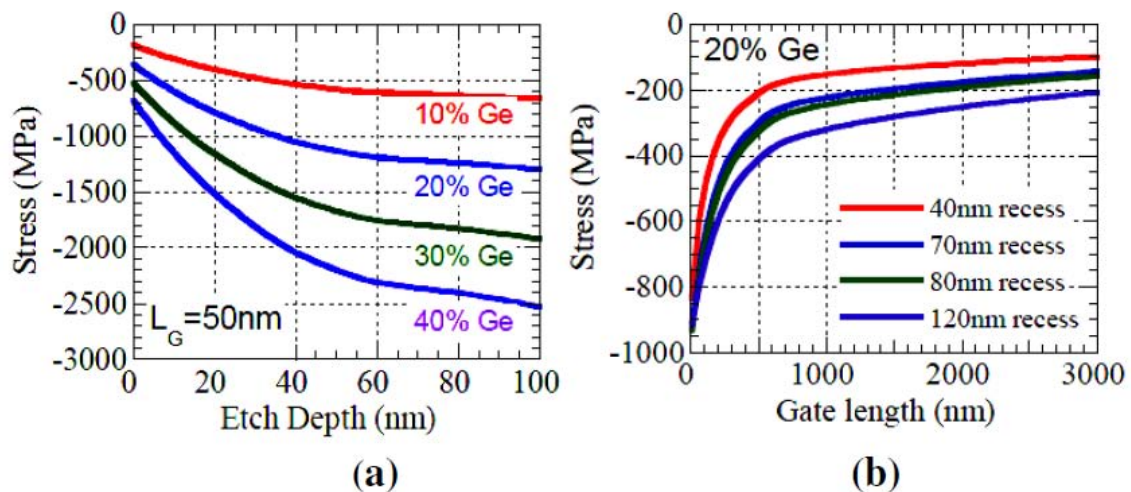 0
-500
-1000
-1500
-2000
-2500
-3000
Stress (MPa)
10% Ge
20% Ge
30% Ge
40% Ge
L_G=50nm
0 20 40 60 80 100
Etch Depth (nm)
(a)
0
-200
-400
-600
-800
-1000
Stress (MPa)
20% Ge
40nm recess
70nm recess
80nm recess
120nm recess
0 1000 2000 3000
Gate length (nm)
(b)